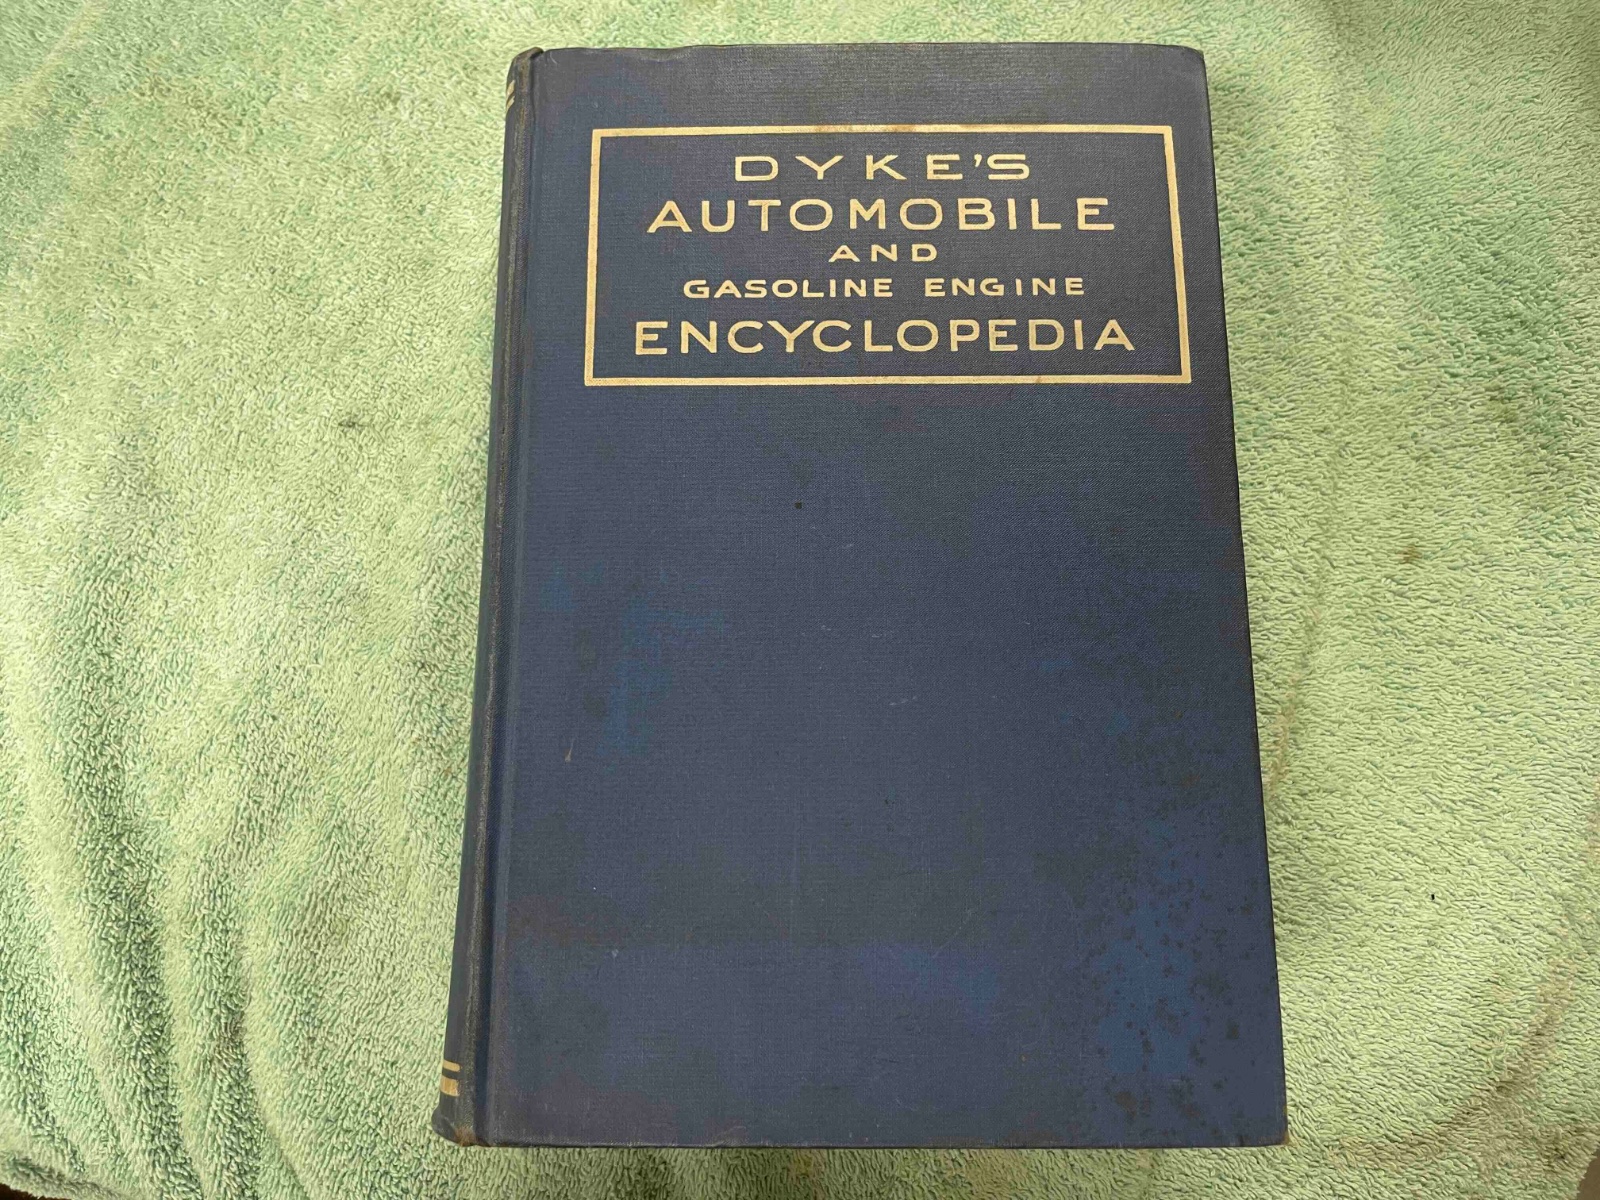 DYKE'S
AUTOMOBILE
AND
GASOLINE ENGINE
ENCYCLOPEDIA